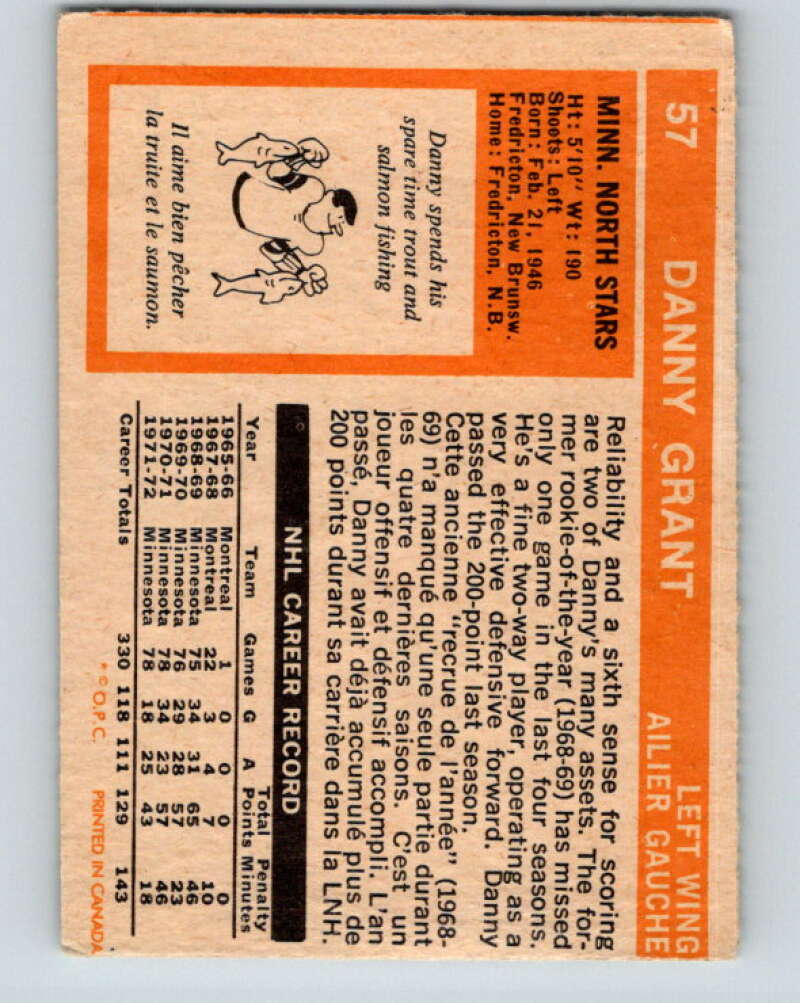 57 DANNY GRANT LEFT WING
AILIER GAUCHE
MINN. NORTH STARS
Ht: 5'10" Wt: 190
Shoots: Left
Born: Feb. 21, 1946
Fredricton, New Brunsw.
Home: Fredricton, N.B.
Danny spends his
spare time trout and
salmon fishing
Il aime bien pêcher
la truite et le saumon.
Reliability and a sixth sense for scoring
are two of Danny's many assets. The for-
mer rookie-of-the-year (1968-69) has missed
only one game in the last four seasons.
He's a fine two-way player, operating as a
very effective defensive forward. Danny
passed the 200-point last season.
Cette ancienne "recrue de l'année" (1968-
69) n'a manqué qu'une seule partie durant
les quatre dernières saisons. C'est un
joueur offensif et défensif accompli. L'an
passé, Danny avait déjà accumulé plus de
200 points durant sa carrière dans la LNH.
NHL CAREER RECORD
Total Penalty
Year Team Games G A Points Minutes
1965-66 Montreal 1 0 0 0 0
1967-68 Montreal 22 3 4 7 10
1968-69 Minnesota 75 34 31 65 46
1969-70 Minnesota 76 29 28 57 23
1970-71 Minnesota 78 34 23 57 46
1971-72 Minnesota 78 18 25 43 18
Career Totals 330 118 111 129 143
* © O.P.C. PRINTED IN CANADA